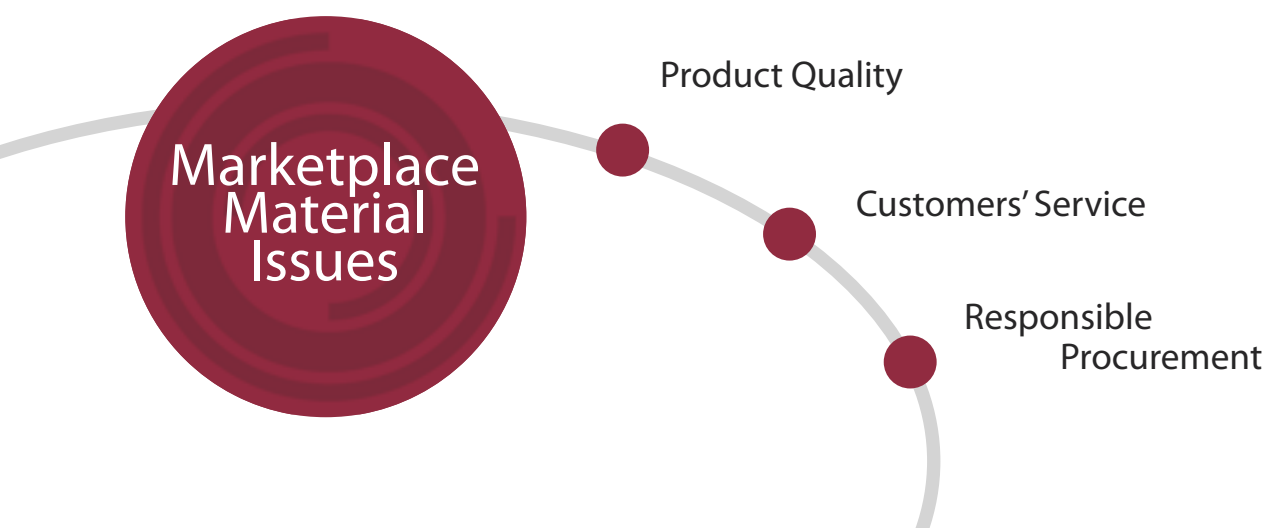 Marketplace
Material
Issues
Product Quality
Customers' Service
Responsible
Procurement